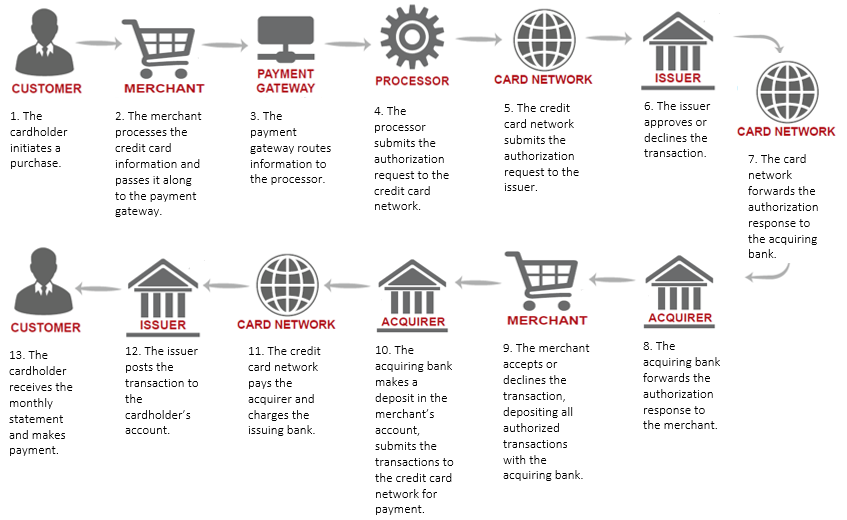 CUSTOMER
1. The
cardholder
initiates a
purchase.
MERCHANT
2. The merchant
processes the
credit card
information and
passes it along
to the payment
gateway.
PAYMENT
GATEWAY
3. The
payment
gateway routes
information to
the processor.
PROCESSOR
4. The
processor
submits the
authorization
request to the
credit card
network.
CARD NETWORK
5. The credit
card network
submits the
authorization
request to the
issuer.
ISSUER
6. The issuer
approves or
declines the
transaction.
CARD NETWORK
7. The card
network
forwards the
authorization
response to
the acquiring
bank.
ACQUIRER
8. The
acquiring bank
forwards the
authorization
response to
the merchant.
MERCHANT
9. The merchant
accepts or
declines the
transaction,
depositing all
authorized
transactions
with the
acquiring bank.
ACQUIRER
10. The
acquiring bank
makes a
deposit in the
merchant's
account,
submits the
transactions to
the credit card
network for
payment.
CARD NETWORK
11. The credit
card network
pays the
acquirer and
charges the
issuing bank.
ISSUER
12. The issuer
posts the
transaction to
the
cardholder's
account.
CUSTOMER
13. The
cardholder
receives the
monthly
statement
and makes
payment.